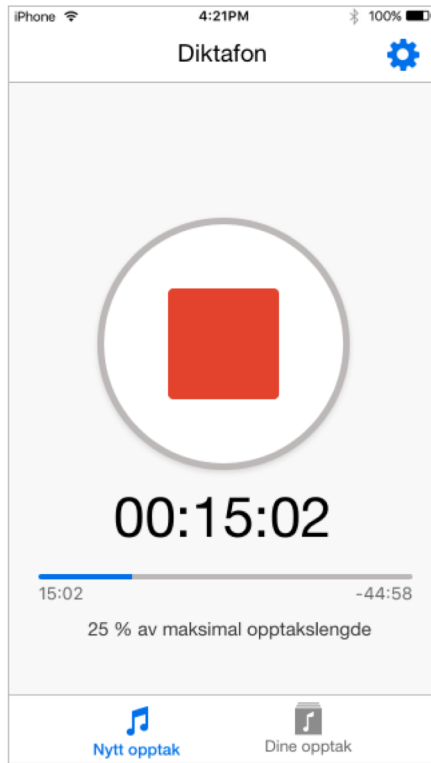 iPhone 4:21PM 100%
Diktafon
00:15:02
15:02 -44:58
25 % av maksimal opptakslengde
Nytt opptak Dine opptak